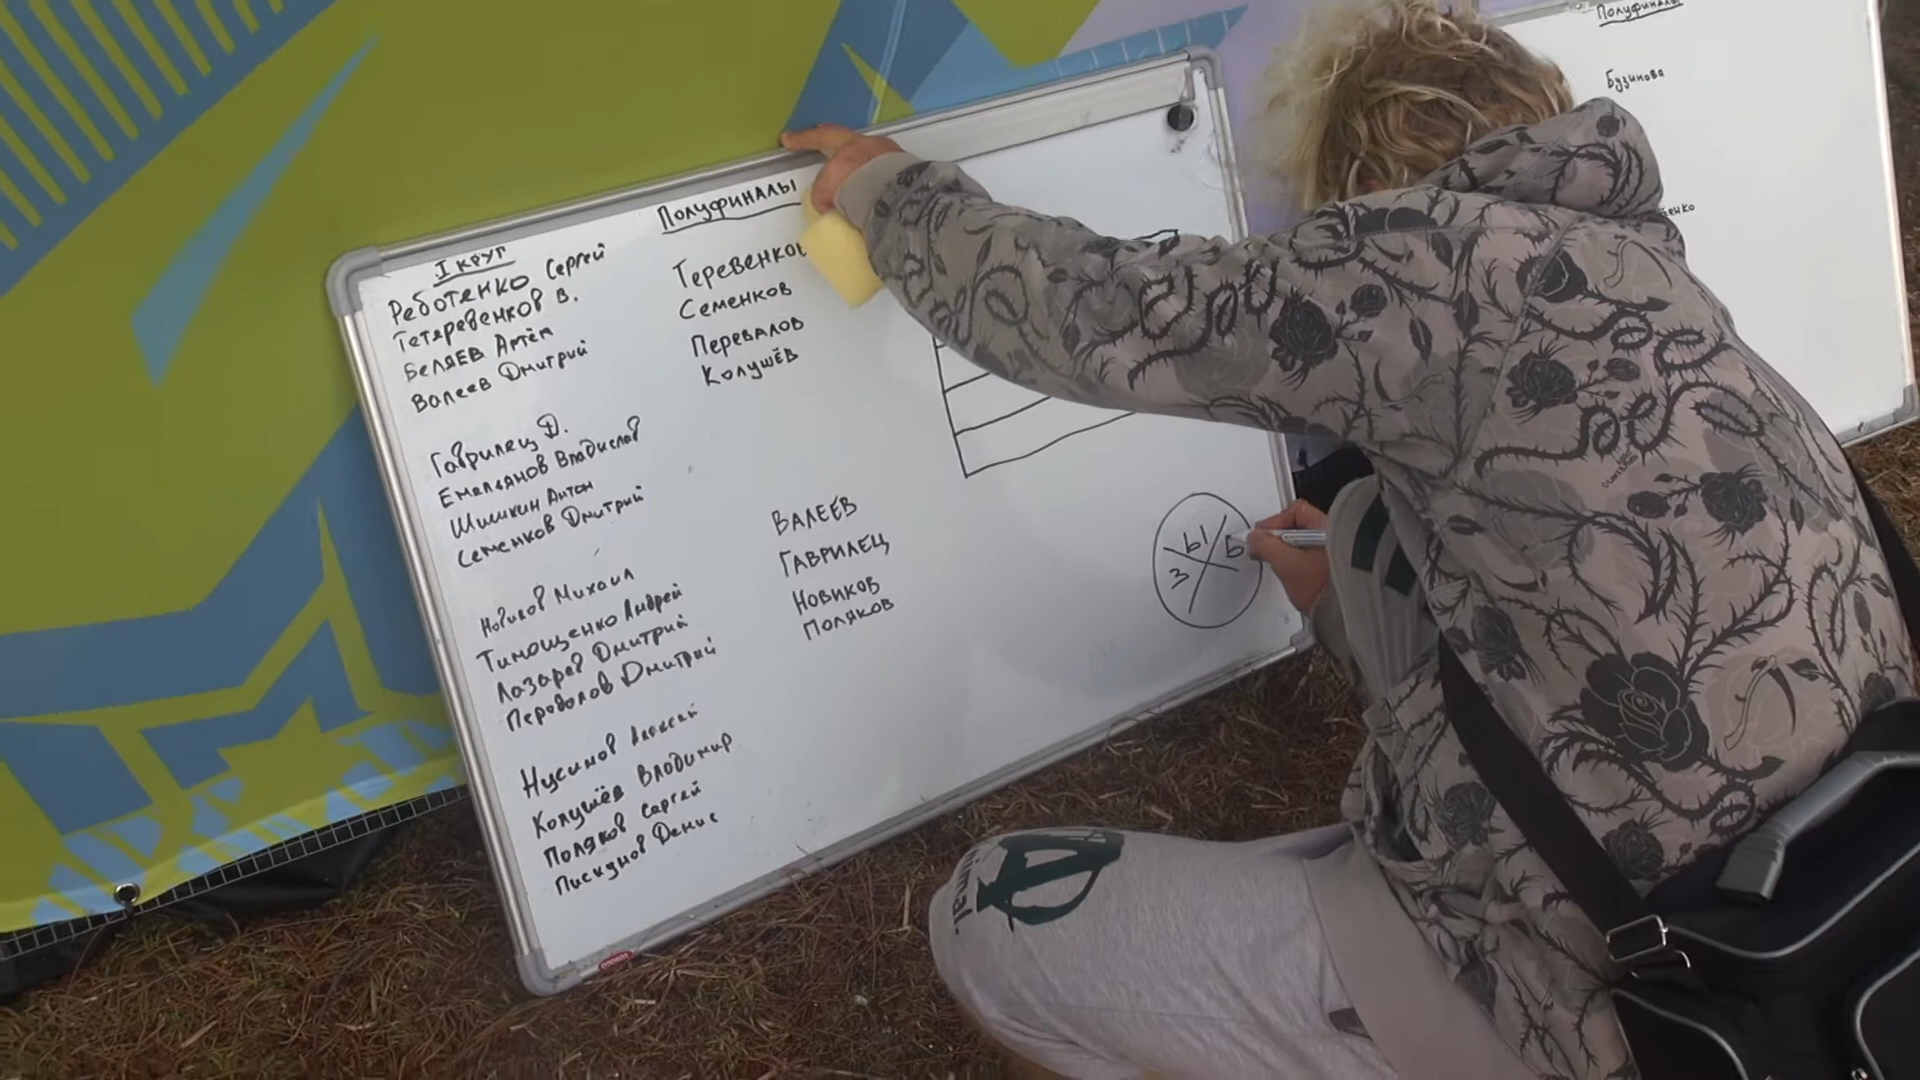 I круг
Реботенко Сергей
Тетеревенков В.
Беляев Артём
Валеев Дмитрий
Гаврилец Д.
Емельянов Владислав
Шишкин Антон
Семенков Дмитрий
Новиков Михаил
Тимощенко Андрей
Лазарев Дмитрий
Перевалов Дмитрий
Нусинов Алексей
Колушёв Владимир
Поляков Сергей
Пискунов Денис
Полуфиналы
Теревенков
Семенков
Перевалов
Колушёв
ВАЛЕЕВ
ГАВРИЛЕЦ
НОВИКОВ
ПОЛЯКОВ
Ы
Б
З
Полуфиналы
Бузинова